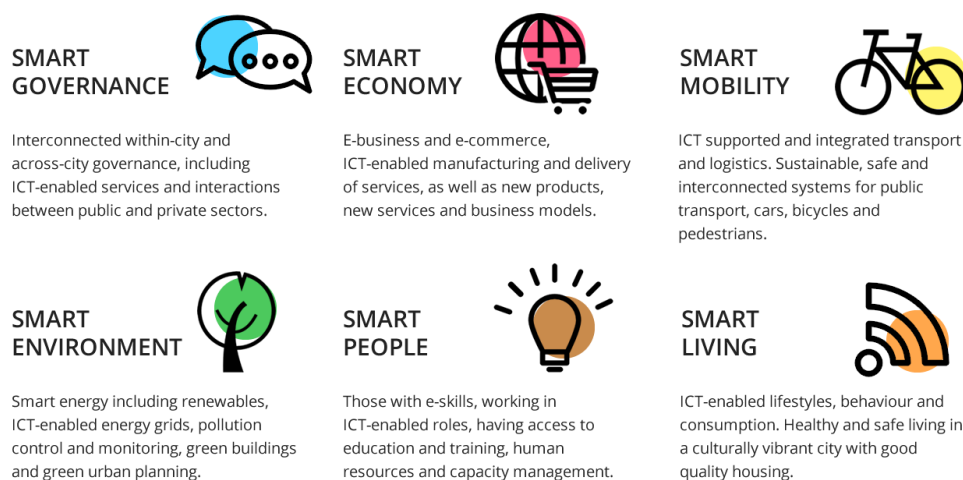 SMART
GOVERNANCE
Interconnected within-city and
across-city governance, including
ICT-enabled services and interactions
between public and private sectors.
SMART
ECONOMY
E-business and e-commerce,
ICT-enabled manufacturing and delivery
of services, as well as new products,
new services and business models.
SMART
MOBILITY
ICT supported and integrated transport
and logistics. Sustainable, safe and
interconnected systems for public
transport, cars, bicycles and
pedestrians.
SMART
ENVIRONMENT
Smart energy including renewables,
ICT-enabled energy grids, pollution
control and monitoring, green buildings
and green urban planning.
SMART
PEOPLE
Those with e-skills, working in
ICT-enabled roles, having access to
education and training, human
resources and capacity management.
SMART
LIVING
ICT-enabled lifestyles, behaviour and
consumption. Healthy and safe living in
a culturally vibrant city with good
quality housing.